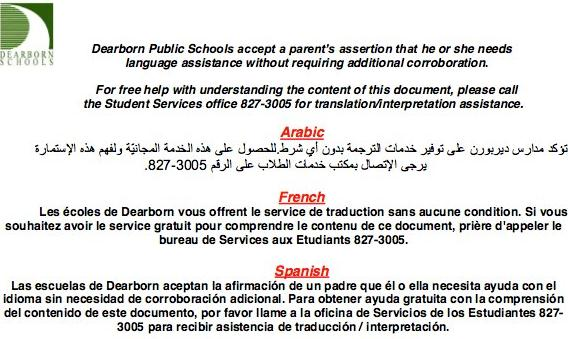 DEARBORN
SCHOOLS
Dearborn Public Schools accept a parent's assertion that he or she needs
language assistance without requiring additional corroboration.
For free help with understanding the content of this document, please call
the Student Services office 827-3005 for translation/interpretation assistance.
Arabic
تؤكد مدارس ديربورن على توفير خدمات الترجمة بدون أي شرط.للحصول على هذه الخدمة المجانيّة ولفهم هذه الإستمارة
يرجى الإتصال بمكتب خدمات الطلاب على الرقم 3005-827.
French
Les écoles de Dearborn vous offrent le service de traduction sans aucune condition. Si vous
souhaitez avoir le service gratuit pour comprendre le contenu de ce document, prière d'appeler le
bureau de Services aux Etudiants 827-3005.
Spanish
Las escuelas de Dearborn aceptan la afirmación de un padre que él o ella necesita ayuda con el
idioma sin necesidad de corroboración adicional. Para obtener ayuda gratuita con la comprensión
del contenido de este documento, por favor llame a la oficina de Servicios de los Estudiantes 827-
3005 para recibir asistencia de traducción / interpretación.